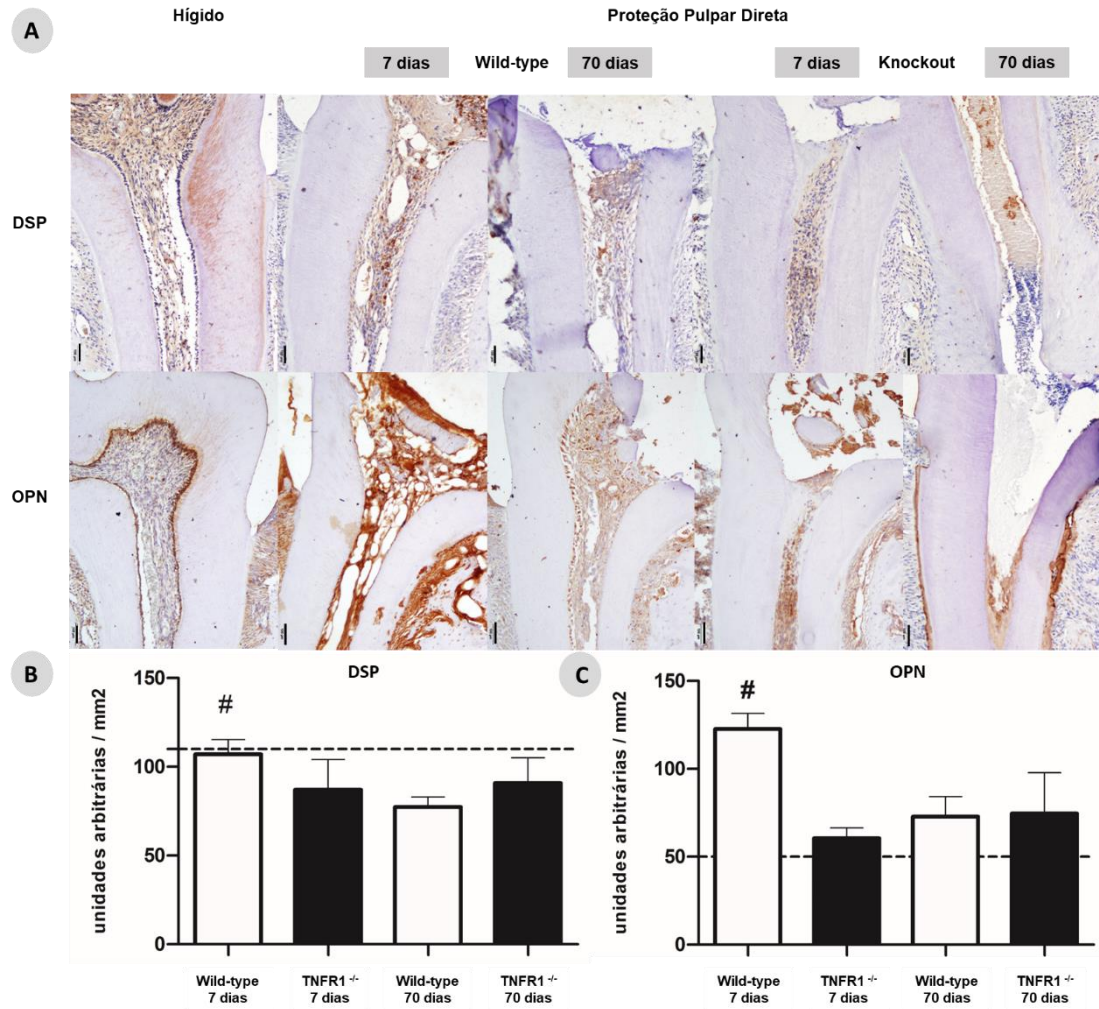 A
Hígido
Proteção Pulpar Direta
7 dias
Wild-type
70 dias
7 dias
Knockout
70 dias
DSP
OPN
B
DSP
unidades arbitrárias / mm2
150
100
50
0
#
Wild-type
7 dias
TNFR1 -/-
7 dias
Wild-type
70 dias
TNFR1 -/-
70 dias
C
OPN
unidades arbitrárias / mm2
150
100
50
0
#
Wild-type
7 dias
TNFR1 -/-
7 dias
Wild-type
70 dias
TNFR1 -/-
70 dias